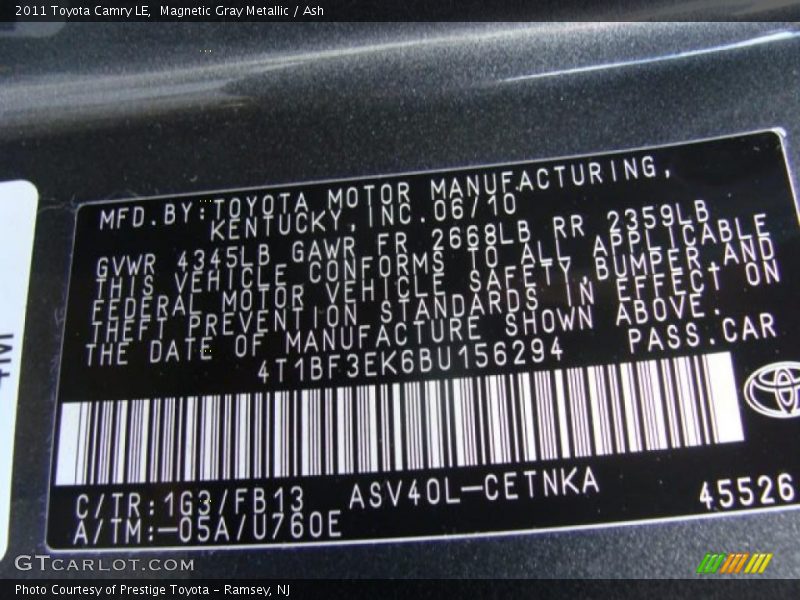 2011 Toyota Camry LE, Magnetic Gray Metallic / Ash
MFD.BY:TOYOTA MOTOR MANUFACTURING,
KENTUCKY,INC.06/10
GVWR 4345LB GAWR FR 2668LB RR 2359LB
THIS VEHICLE CONFORMS TO ALL APPLICABLE
FEDERAL MOTOR VEHICLE SAFETY,BUMPER,AND
THEFT PREVENTION STANDARDS IN EFFECT ON
THE DATE OF MANUFACTURE SHOWN ABOVE.
4T1BF3EK6BU156294 PASS.CAR
C/TR:1G3/FB13 ASV40L-CETNKA
A/TM:-05A/U760E 45526
GTCARLOT.COM
Photo Courtesy of Prestige Toyota - Ramsey, NJ